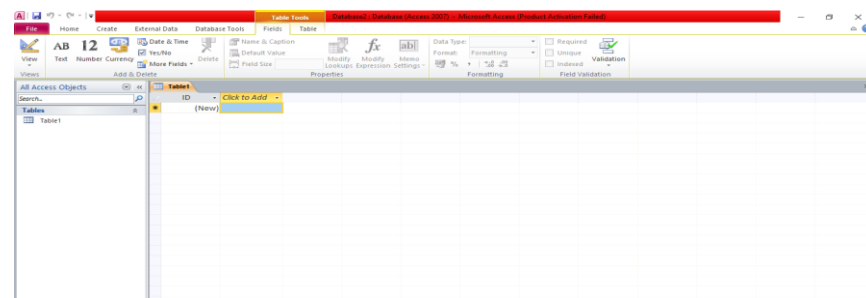 Table Tools
Database2 : Database (Access 2007) - Microsoft Access (Product Activation Failed)
File Home Create External Data Database Tools Fields Table
View
AB Text
12 Number
Currency
Date & Time
Yes/No
More Fields
Delete
Name & Caption
Default Value
Field Size
Modify Lookups
fx Modify Expression
ab Memo Settings
Data Type:
Format: Formatting
%
Required
Unique
Indexed
Validation
Views Add & Delete Properties Formatting Field Validation
All Access Objects
Search...
Tables
Table1
Table1
ID Click to Add
(New)